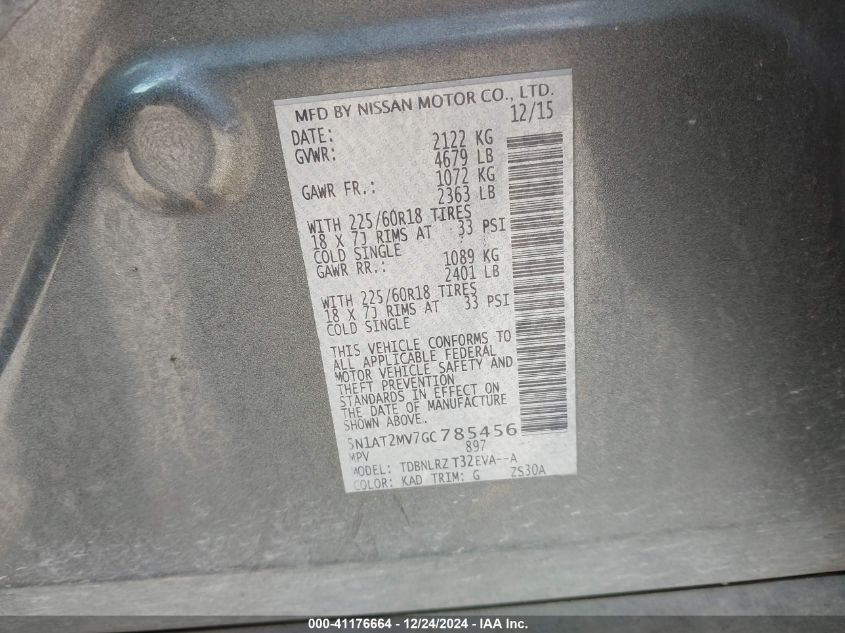 MFD BY NISSAN MOTOR CO., LTD.
DATE: 12/15
GVWR: 2122 KG
4679 LB
GAWR FR.: 1072 KG
2363 LB
WITH 225/60R18 TIRES
18 X 7J RIMS AT 33 PSI
COLD SINGLE
GAWR RR.: 1089 KG
2401 LB
WITH 225/60R18 TIRES
18 X 7J RIMS AT 33 PSI
COLD SINGLE
THIS VEHICLE CONFORMS TO
ALL APPLICABLE FEDERAL
MOTOR VEHICLE SAFETY AND
THEFT PREVENTION
STANDARDS IN EFFECT ON
THE DATE OF MANUFACTURE
SHOWN ABOVE.
5N1AT2MV7GC785456
MPV 897
MODEL: TDBNLRZ T32EVA--A
COLOR: KAD TRIM: G ZS30A
000-41176664 - 12/24/2024 - IAA Inc.